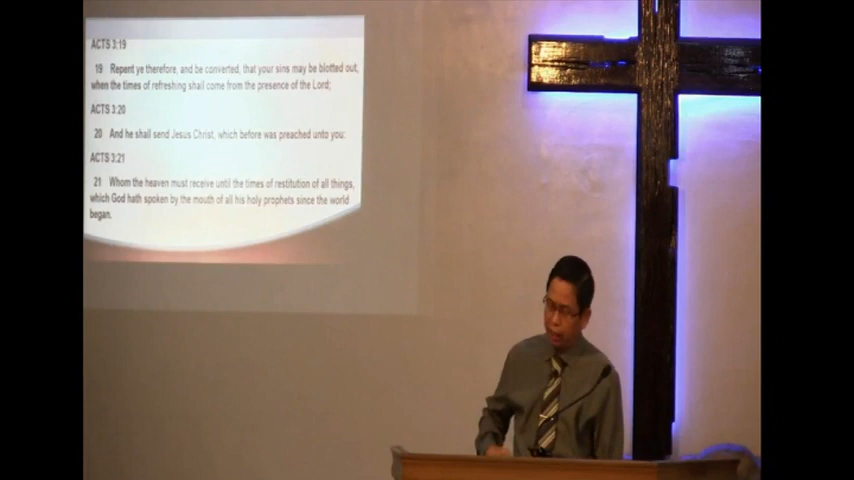 ACTS 3:19
19 Repent ye therefore, and be converted, that your sins may be blotted out,
when the times of refreshing shall come from the presence of the Lord;
ACTS 3:20
20 And he shall send Jesus Christ, which before was preached unto you:
ACTS 3:21
21 Whom the heaven must receive until the times of restitution of all things,
which God hath spoken by the mouth of all his holy prophets since the world
began.